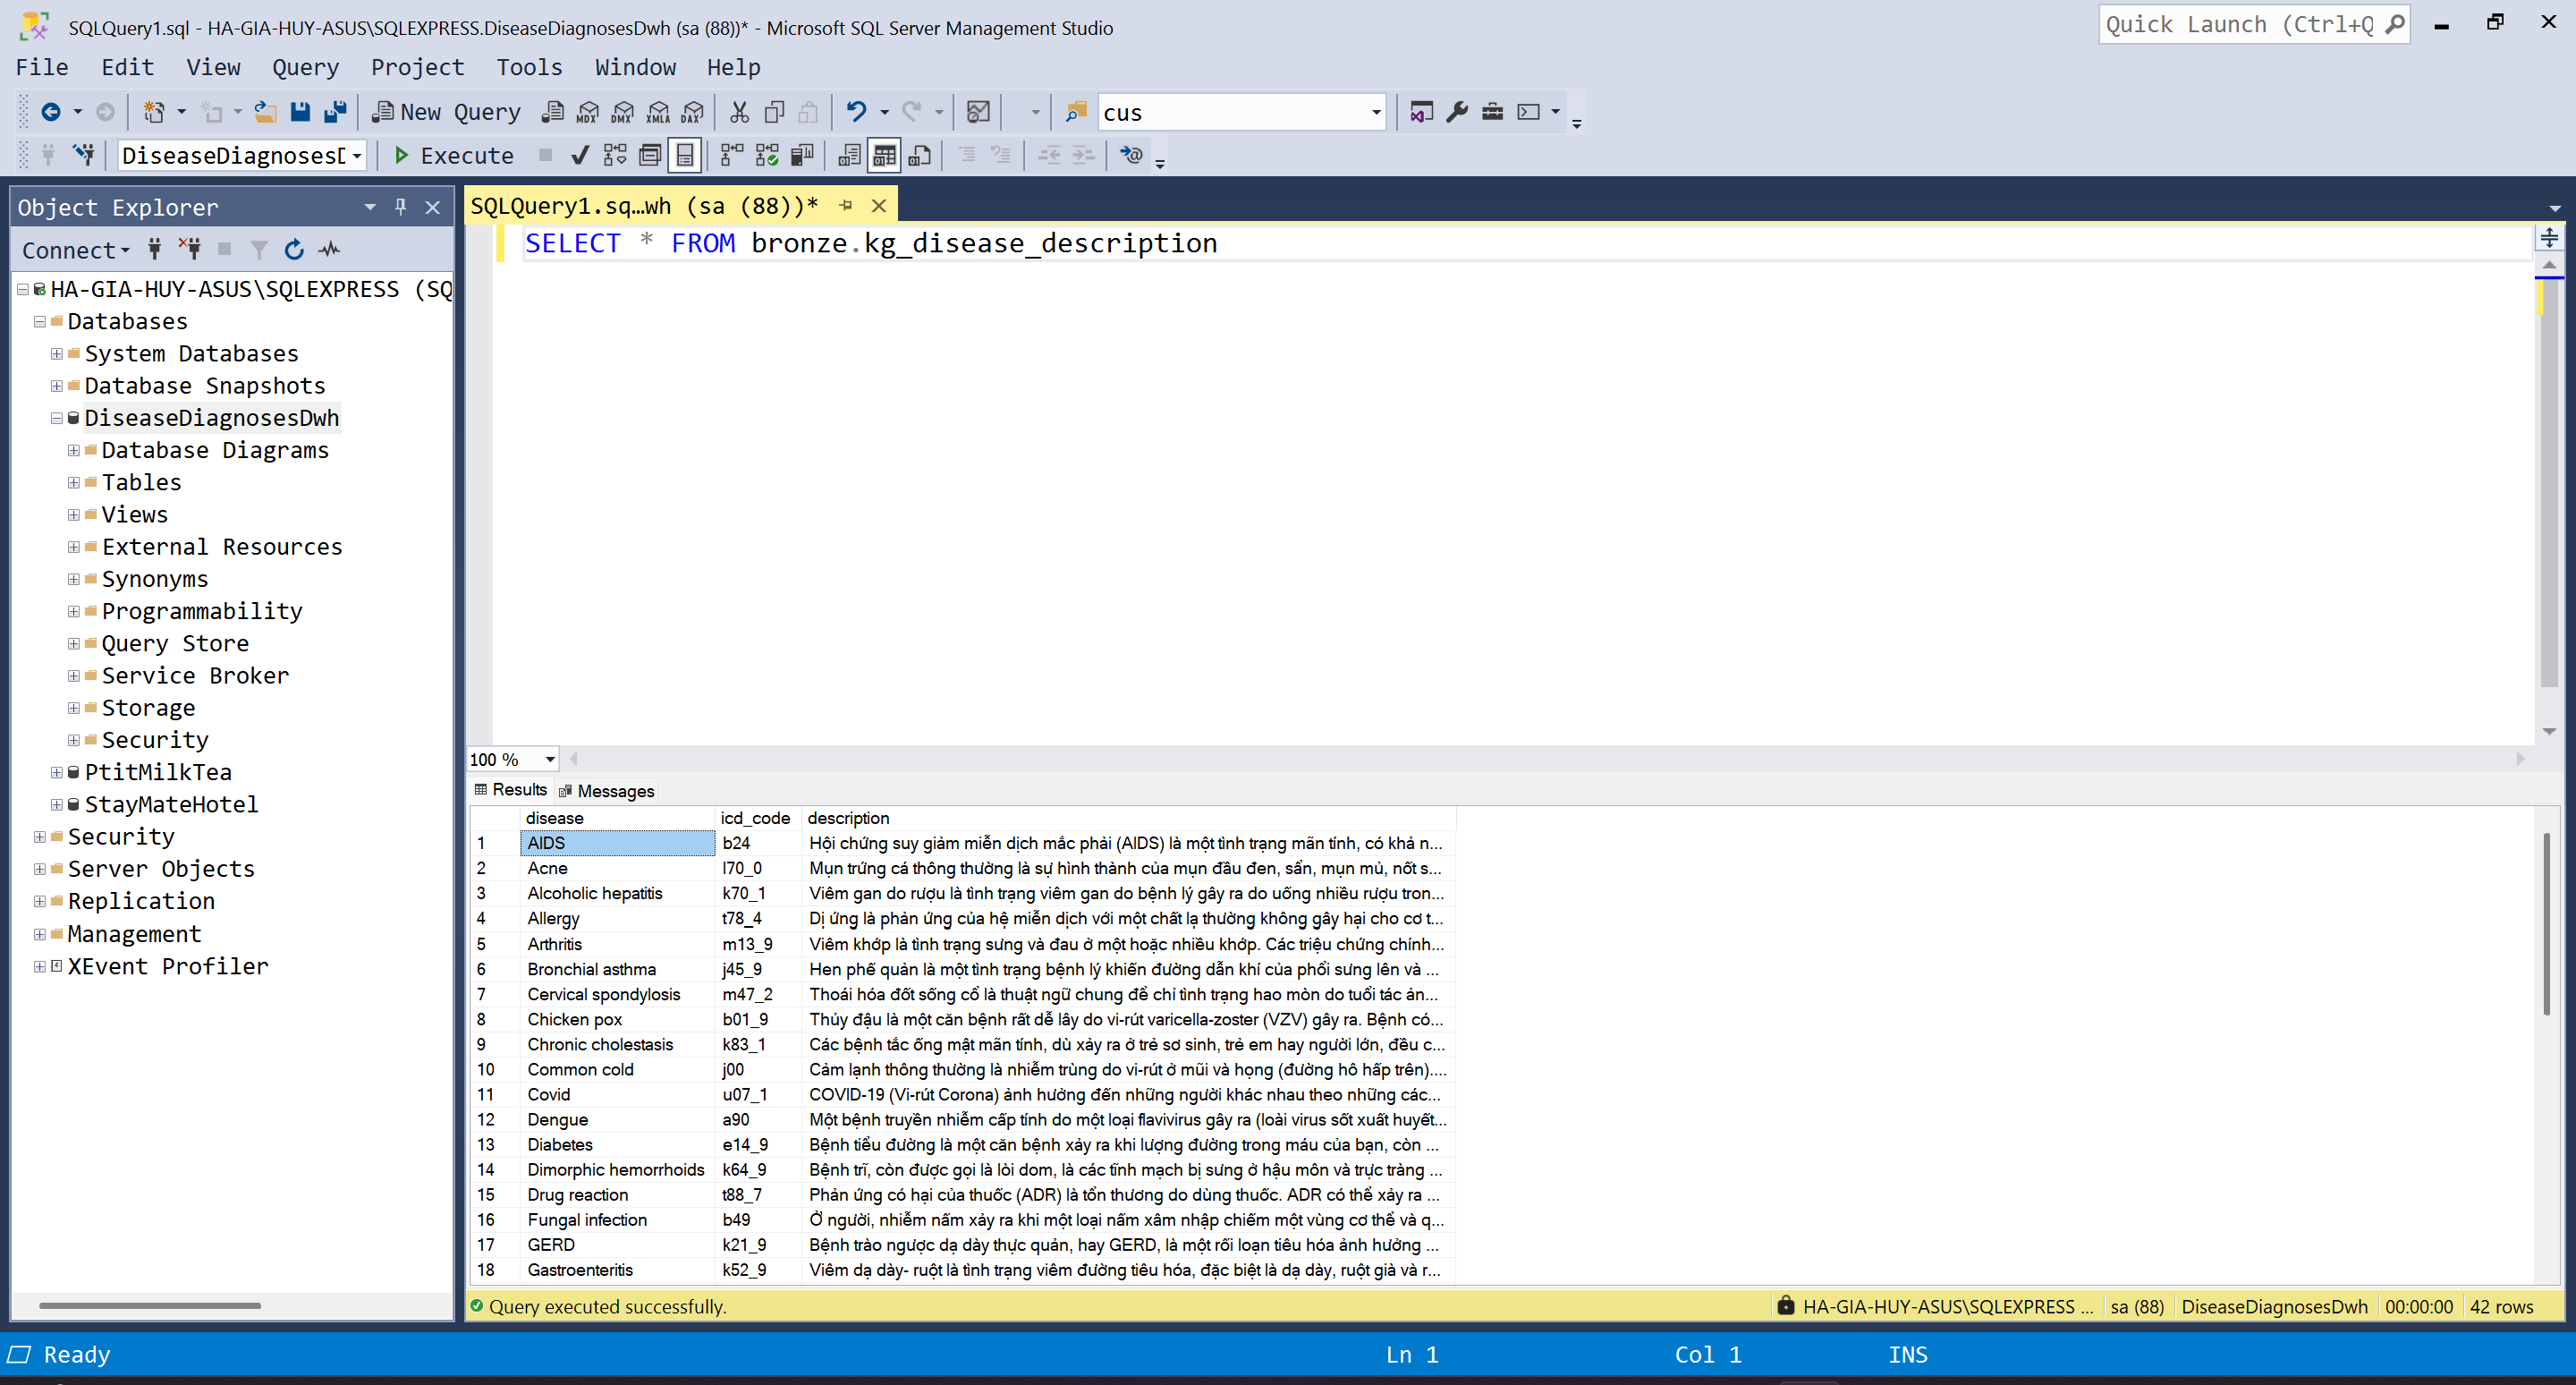 SQLQuery1.sql - HA-GIA-HUY-ASUS\SQLEXPRESS.DiseaseDiagnosesDwh (sa (88))* - Microsoft SQL Server Management Studio
Quick Launch (Ctrl+Q
File Edit View Query Project Tools Window Help
New Query MDX DMX XMLA DAX cus
DiseaseDiagnosesD Execute
Object Explorer
Connect
HA-GIA-HUY-ASUS\SQLEXPRESS (SQ
Databases
System Databases
Database Snapshots
DiseaseDiagnosesDwh
Database Diagrams
Tables
Views
External Resources
Synonyms
Programmability
Query Store
Service Broker
Storage
Security
PtitMilkTea
StayMateHotel
Security
Server Objects
Replication
Management
XEvent Profiler
SQLQuery1.sq...wh (sa (88))*
SELECT * FROM bronze.kg_disease_description
100 %
Results Messages
disease icd_code description
1 AIDS b24 Hội chứng suy giảm miễn dịch mắc phải (AIDS) là một tình trạng mãn tính, có khả n...
2 Acne l70_0 Mụn trứng cá thông thường là sự hình thành của mụn đầu đen, sẩn, mụn mủ, nốt s...
3 Alcoholic hepatitis k70_1 Viêm gan do rượu là tình trạng viêm gan do bệnh lý gây ra do uống nhiều rượu tron...
4 Allergy t78_4 Dị ứng là phản ứng của hệ miễn dịch với một chất lạ thường không gây hại cho cơ t...
5 Arthritis m13_9 Viêm khớp là tình trạng sưng và đau ở một hoặc nhiều khớp. Các triệu chứng chính...
6 Bronchial asthma j45_9 Hen phế quản là một tình trạng bệnh lý khiến đường dẫn khí của phổi sưng lên và ...
7 Cervical spondylosis m47_2 Thoái hóa đốt sống cổ là thuật ngữ chung để chỉ tình trạng hao mòn do tuổi tác ản...
8 Chicken pox b01_9 Thủy đậu là một căn bệnh rất dễ lây do vi-rút varicella-zoster (VZV) gây ra. Bệnh có...
9 Chronic cholestasis k83_1 Các bệnh tắc ống mật mãn tính, dù xảy ra ở trẻ sơ sinh, trẻ em hay người lớn, đều c...
10 Common cold j00 Cảm lạnh thông thường là nhiễm trùng do vi-rút ở mũi và họng (đường hô hấp trên)....
11 Covid u07_1 COVID-19 (Vi-rút Corona) ảnh hưởng đến những người khác nhau theo những các...
12 Dengue a90 Một bệnh truyền nhiễm cấp tính do một loại flavivirus gây ra (loài virus sốt xuất huyết...
13 Diabetes e14_9 Bệnh tiểu đường là một căn bệnh xảy ra khi lượng đường trong máu của bạn, còn ...
14 Dimorphic hemorrhoids k64_9 Bệnh trĩ, còn được gọi là lòi dom, là các tĩnh mạch bị sưng ở hậu môn và trực tràng ...
15 Drug reaction t88_7 Phản ứng có hại của thuốc (ADR) là tổn thương do dùng thuốc. ADR có thể xảy ra ...
16 Fungal infection b49 Ở người, nhiễm nấm xảy ra khi một loại nấm xâm nhập chiếm một vùng cơ thể và q...
17 GERD k21_9 Bệnh trào ngược dạ dày thực quản, hay GERD, là một rối loạn tiêu hóa ảnh hưởng ...
18 Gastroenteritis k52_9 Viêm dạ dày- ruột là tình trạng viêm đường tiêu hóa, đặc biệt là dạ dày, ruột già và r...
Query executed successfully. HA-GIA-HUY-ASUS\SQLEXPRESS ... sa (88) DiseaseDiagnosesDwh 00:00:00 42 rows
Ready Ln 1 Col 1 INS